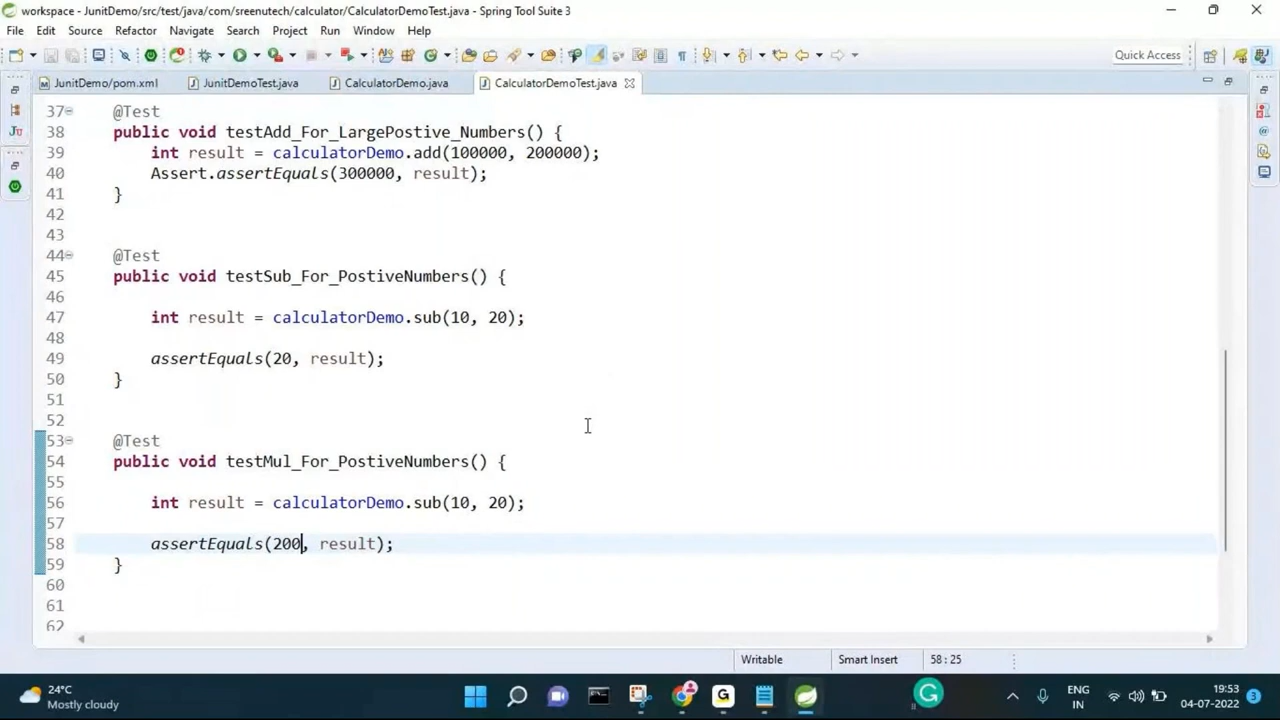 workspace - JunitDemo/src/test/java/com/sreenutech/calculator/CalculatorDemoTest.java - Spring Tool Suite 3
File Edit Source Refactor Navigate Search Project Run Window Help
Quick Access
JunitDemo/pom.xml JunitDemoTest.java CalculatorDemo.java CalculatorDemoTest.java
37 @Test
38 public void testAdd_For_LargePostive_Numbers() {
39 int result = calculatorDemo.add(100000, 200000);
40 Assert.assertEquals(300000, result);
41 }
42
43
44 @Test
45 public void testSub_For_PostiveNumbers() {
46
47 int result = calculatorDemo.sub(10, 20);
48
49 assertEquals(20, result);
50 }
51
52
53 @Test
54 public void testMul_For_PostiveNumbers() {
55
56 int result = calculatorDemo.sub(10, 20);
57
58 assertEquals(200, result);
59 }
60
61
62
Writable Smart Insert 58 : 25
24°C
Mostly cloudy
ENG
IN
19:53
04-07-2022
3